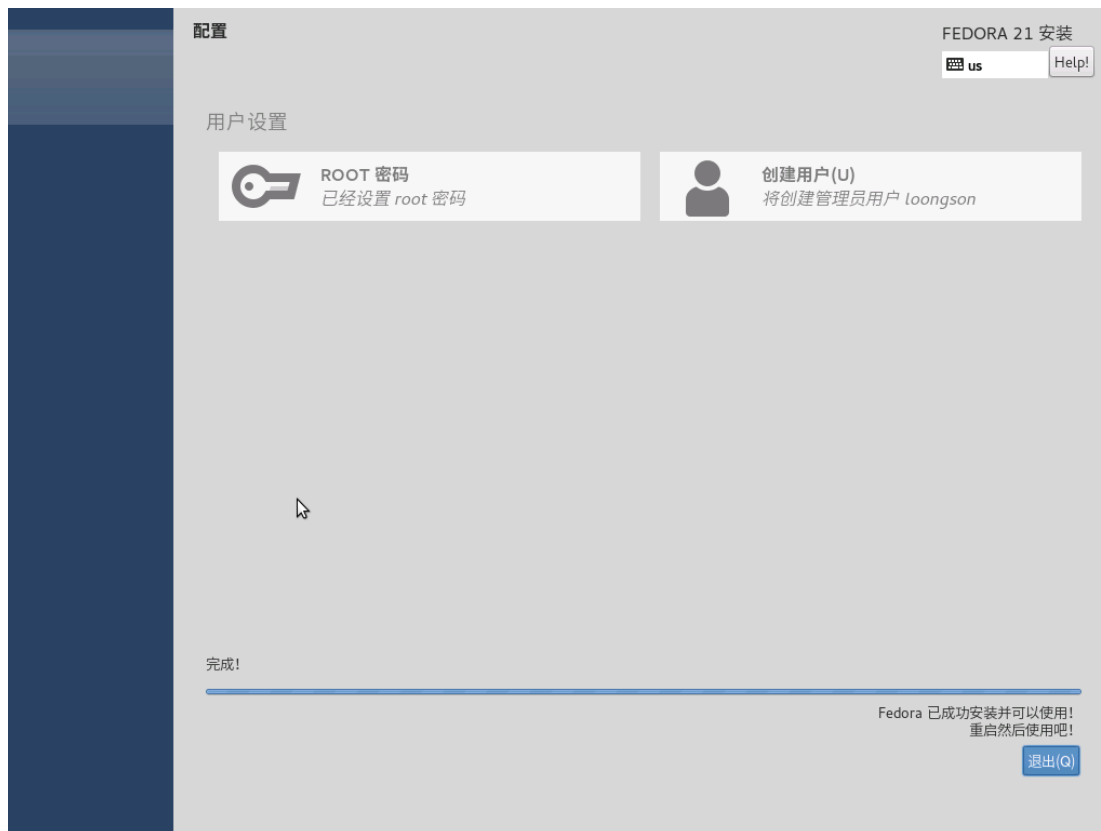 配置
FEDORA 21 安装
us
Help!
用户设置
ROOT 密码
已经设置 root 密码
创建用户(U)
将创建管理员用户 loongson
完成!
Fedora 已成功安装并可以使用!
重启然后使用吧!
退出(Q)